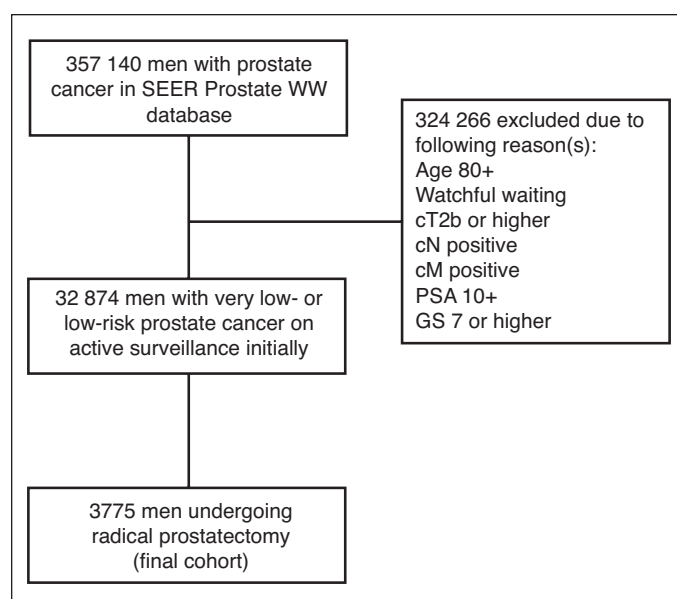 357 140 men with prostate
cancer in SEER Prostate WW
database
324 266 excluded due to
following reason(s):
Age 80+
Watchful waiting
cT2b or higher
cN positive
cM positive
PSA 10+
GS 7 or higher
32 874 men with very low- or
low-risk prostate cancer on
active surveillance initially
3775 men undergoing
radical prostatectomy
(final cohort)